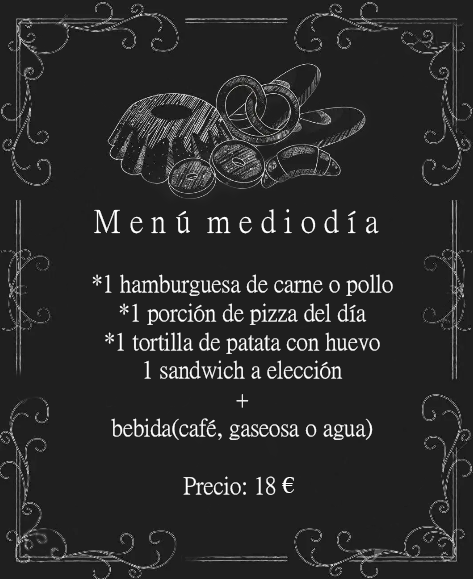 Menú mediodía
*1 hamburguesa de carne o pollo
*1 porción de pizza del día
*1 tortilla de patata con huevo
1 sandwich a elección
+
bebida(café, gaseosa o agua)
Precio: 18 €